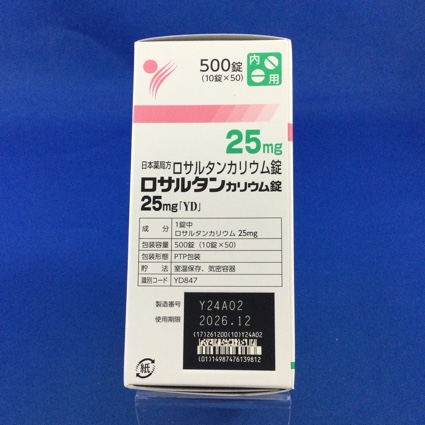 500錠
(10錠×50)
内
用
25mg
日本薬局方 ロサルタンカリウム錠
ロサルタンカリウム錠
25mg「YD」
成 分 1錠中
ロサルタンカリウム 25mg
包装容量 500錠（10錠×50）
包装形態 PTP包装
貯 法 室温保存、気密容器
識別コード YD847
製造番号 Y24A02
使用期限 2026.12
(17)261200(10)Y24A02
(01)14987476139812
紙